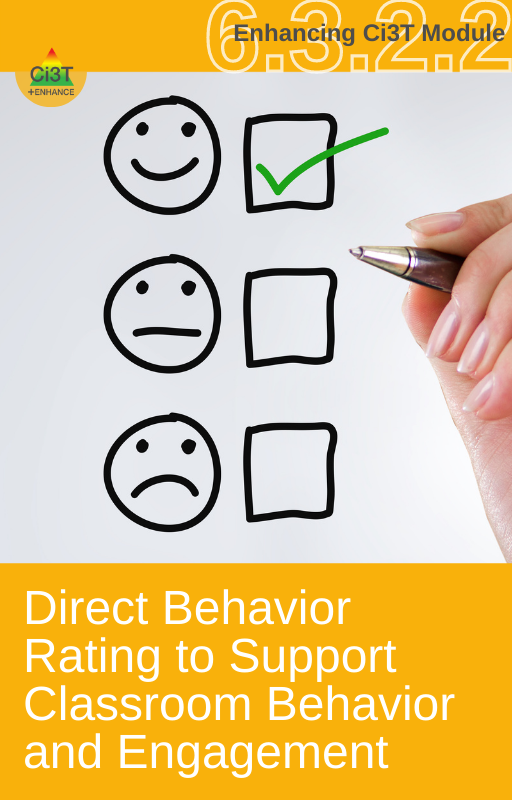 6.3.2.2
Enhancing Ci3T Module
Ci3T
+ENHANCE
Direct Behavior
Rating to Support
Classroom Behavior
and Engagement